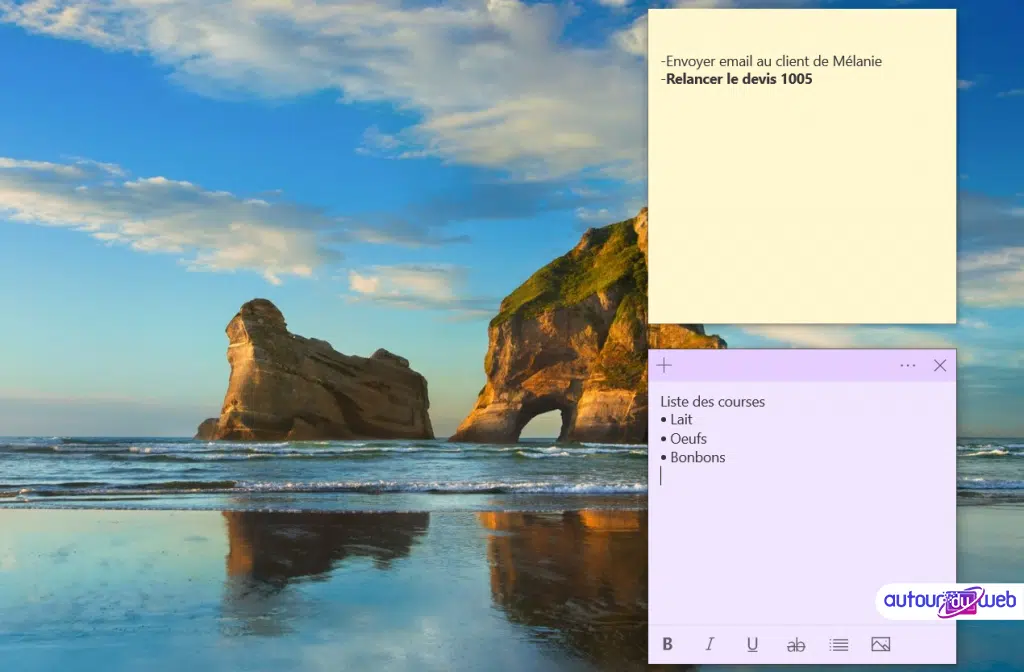 -Envoyer email au client de Mélanie
-Relancer le devis 1005
Liste des courses
• Lait
• Oeufs
• Bonbons
B I U ab
autour du web